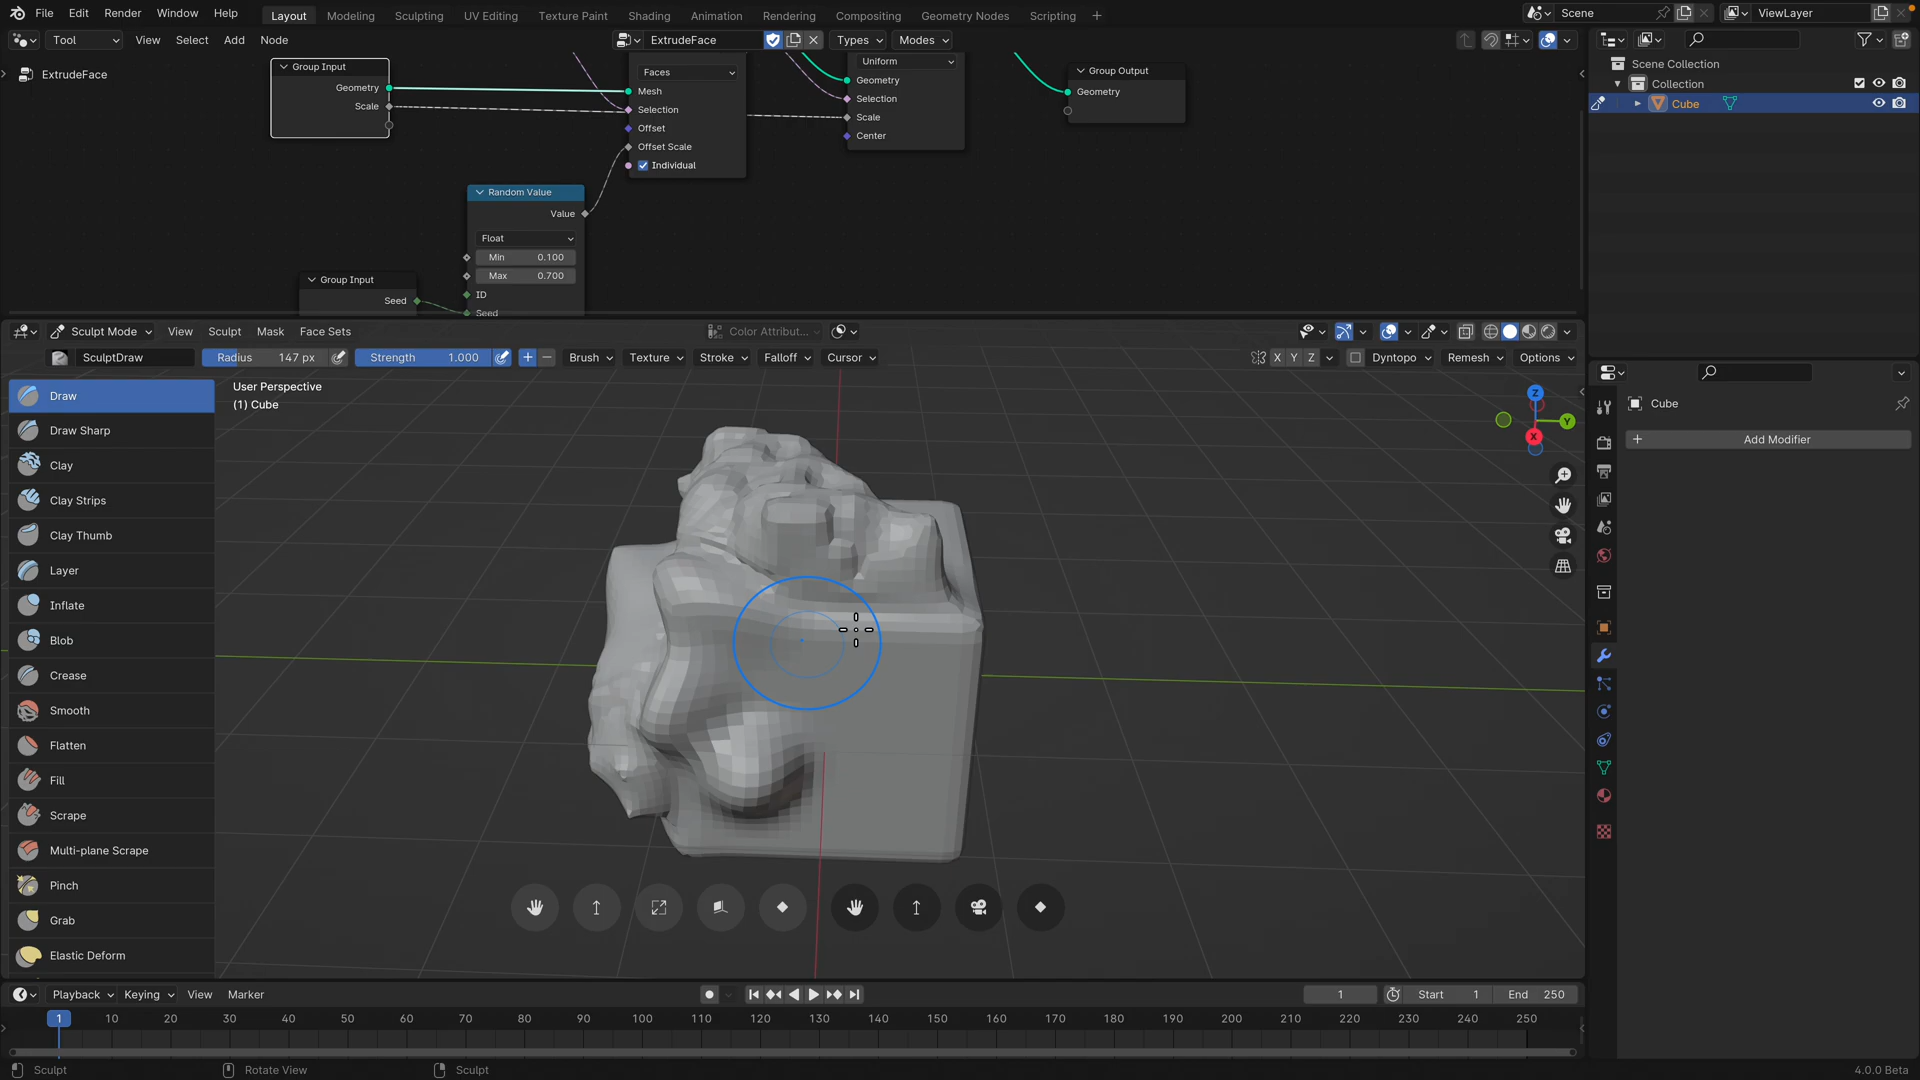 File Edit Render Window Help Layout Modeling Sculpting UV Editing Texture Paint Shading Animation Rendering Compositing Geometry Nodes Scripting + Scene ViewLayer
Tool View Select Add Node ExtrudeFace Types Modes
ExtrudeFace
Group Input
Geometry
Scale
Faces
Mesh
Selection
Offset
Offset Scale
Individual
Uniform
Geometry
Selection
Scale
Center
Group Output
Geometry
Random Value
Value
Float
Min 0.100
Max 0.700
ID
Seed
Group Input
Seed
Scene Collection
Collection
Cube
Sculpt Mode View Sculpt Mask Face Sets Color Attribut...
SculptDraw Radius 147 px Strength 1.000 + − Brush Texture Stroke Falloff Cursor X Y Z Dyntopo Remesh Options
Draw
Draw Sharp
Clay
Clay Strips
Clay Thumb
Layer
Inflate
Blob
Crease
Smooth
Flatten
Fill
Scrape
Multi-plane Scrape
Pinch
Grab
Elastic Deform
User Perspective
(1) Cube
Z
Y
X
Cube
+ Add Modifier
Playback Keying View Marker 1 Start 1 End 250
1 10 20 30 40 50 60 70 80 90 100 110 120 130 140 150 160 170 180 190 200 210 220 230 240 250
Sculpt Rotate View Sculpt 4.0.0 Beta